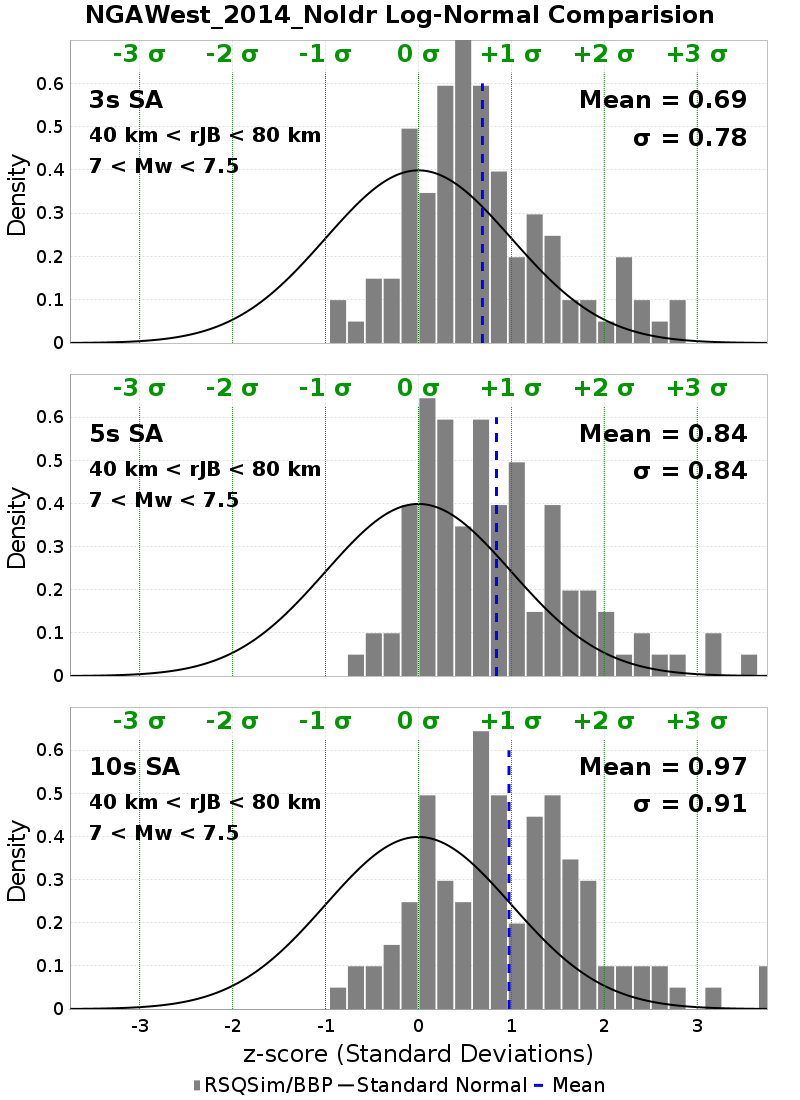 NGAWest_2014_NoIdr Log-Normal Comparision
-3 σ -2 σ -1 σ 0 σ +1 σ +2 σ +3 σ
3s SA
Mean = 0.69
40 km < rJB < 80 km
σ = 0.78
7 < Mw < 7.5
Density
0.6
0.5
0.4
0.3
0.2
0.1
0
-3 σ -2 σ -1 σ 0 σ +1 σ +2 σ +3 σ
5s SA
Mean = 0.84
40 km < rJB < 80 km
σ = 0.84
7 < Mw < 7.5
Density
0.6
0.5
0.4
0.3
0.2
0.1
0
-3 σ -2 σ -1 σ 0 σ +1 σ +2 σ +3 σ
10s SA
Mean = 0.97
40 km < rJB < 80 km
σ = 0.91
7 < Mw < 7.5
Density
0.6
0.5
0.4
0.3
0.2
0.1
0
-3 -2 -1 0 1 2 3
z-score (Standard Deviations)
RSQSim/BBP Standard Normal Mean